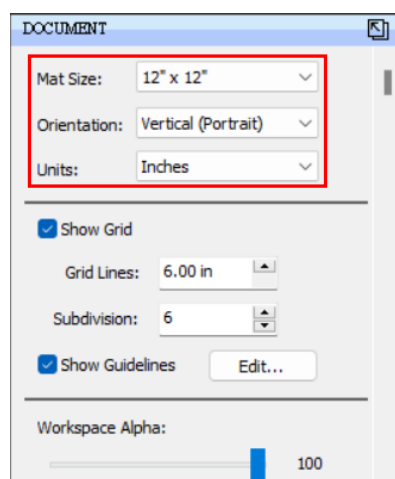 DOCUMENT
Mat Size: 12" x 12"
Orientation: Vertical (Portrait)
Units: Inches
Show Grid
Grid Lines: 6.00 in
Subdivision: 6
Show Guidelines Edit...
Workspace Alpha:
100